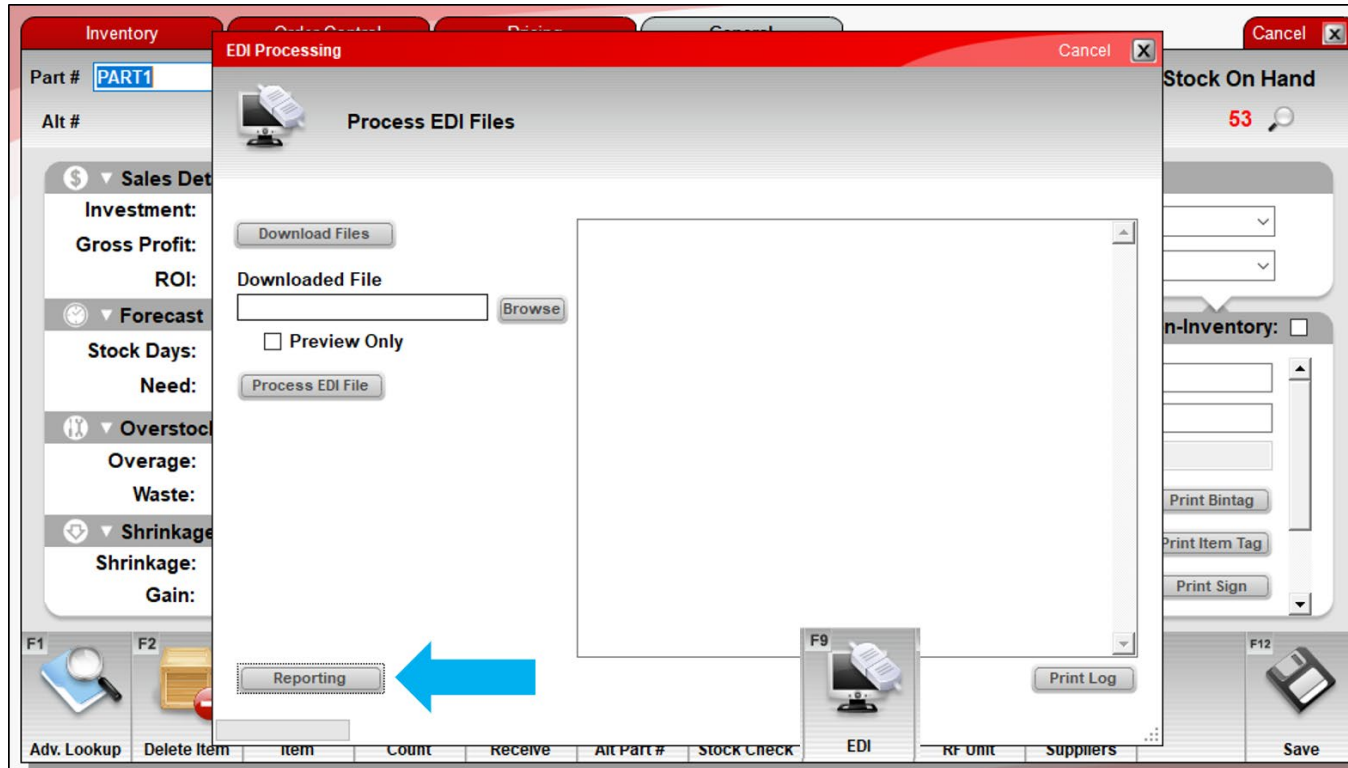 Inventory
Cancel
EDI Processing
Cancel
Part # PART1
Stock On Hand
Alt #
53
Process EDI Files
Sales Det
Investment:
Gross Profit:
ROI:
Download Files
Downloaded File
Browse
Preview Only
Process EDI File
Forecast
Stock Days:
Need:
n-Inventory:
Overstock
Overage:
Waste:
Print Bintag
Shrinkage
Shrinkage:
Gain:
Print Item Tag
Print Sign
Reporting
Print Log
F1
F2
F9
F12
Adv. Lookup
Delete Item
Item
Count
Receive
Alt Part #
Stock Check
EDI
RF Unit
Suppliers
Save